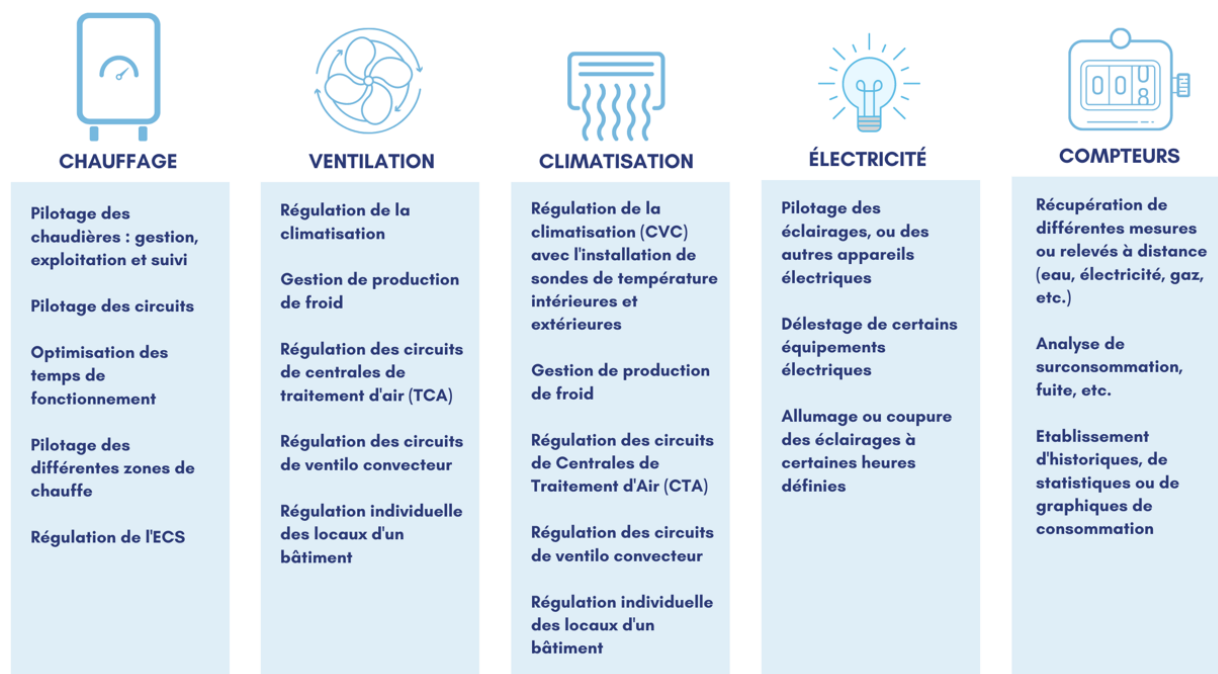 CHAUFFAGE
Pilotage des
chaudières : gestion,
exploitation et suivi
Pilotage des circuits
Optimisation des
temps de
fonctionnement
Pilotage des
différentes zones de
chauffe
Régulation de l'ECS
VENTILATION
Régulation de la
climatisation
Gestion de production
de froid
Régulation des circuits
de centrales de
traitement d'air (TCA)
Régulation des circuits
de ventilo convecteur
Régulation individuelle
des locaux d'un
bâtiment
CLIMATISATION
Régulation de la
climatisation (CVC)
avec l'installation de
sondes de température
intérieures et
extérieures
Gestion de production
de froid
Régulation des circuits
de Centrales de
Traitement d'Air (CTA)
Régulation des circuits
de ventilo convecteur
Régulation individuelle
des locaux d'un
bâtiment
ÉLECTRICITÉ
Pilotage des
éclairages, ou des
autres appareils
électriques
Délestage de certains
équipements
électriques
Allumage ou coupure
des éclairages à
certaines heures
définies
0 0 0
8
COMPTEURS
Récupération de
différentes mesures
ou relevés à distance
(eau, électricité, gaz,
etc.)
Analyse de
surconsommation,
fuite, etc.
Etablissement
d'historiques, de
statistiques ou de
graphiques de
consommation